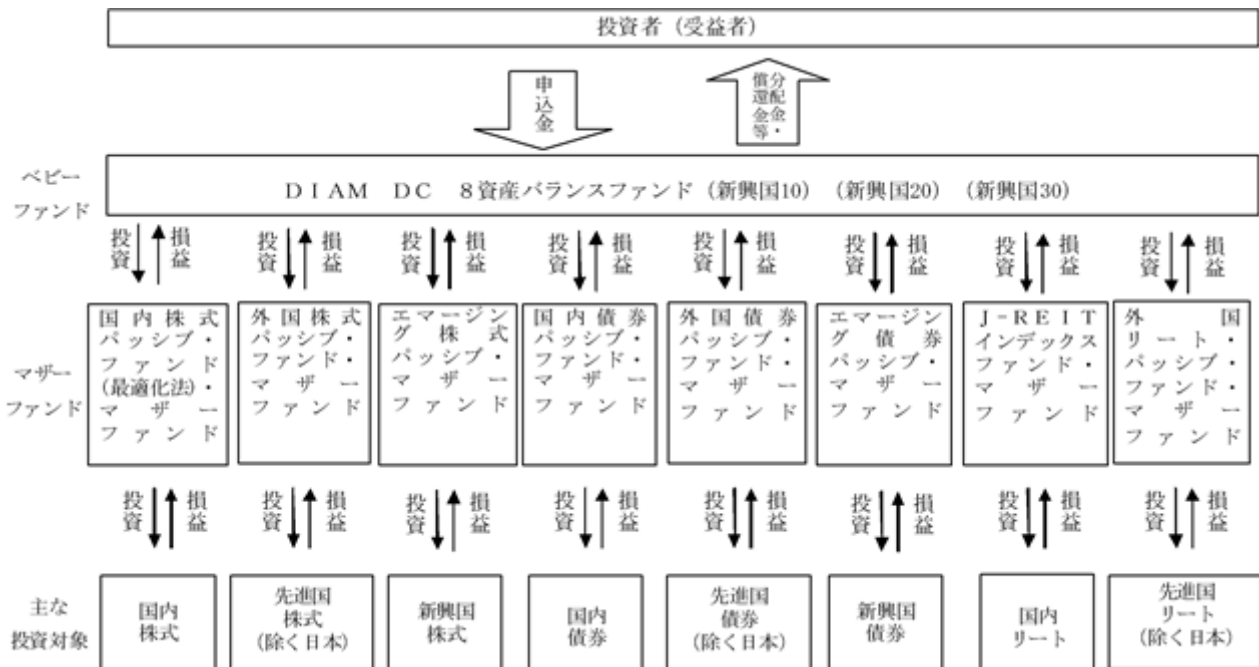 投資者（受益者）
申込金
分配金・
償還金等
ベビー
ファンド
ＤＩＡＭ　ＤＣ　８資産バランスファンド（新興国10）（新興国20）（新興国30）
投資
損益
投資
損益
投資
損益
投資
損益
投資
損益
投資
損益
投資
損益
投資
損益
マザー
ファンド
国内株式
パッシブ・
ファンド
(最適化法)・
マザー
ファンド
外国株式
パッシブ・
ファンド・
マザー
ファンド
エマージン
グ株式
パッシブ・
マザー
ファンド
国内債券
パッシブ・
ファンド・
マザー
ファンド
外国債券
パッシブ・
ファンド・
マザー
ファンド
エマージン
グ債券
パッシブ・
マザー
ファンド
Ｊ－ＲＥＩＴ
インデックス
ファンド・
マザー
ファンド
外国
リート・
パッシブ・
ファンド・
マザー
ファンド
投資
損益
投資
損益
投資
損益
投資
損益
投資
損益
投資
損益
投資
損益
投資
損益
主な
投資対象
国内
株式
先進国
株式
(除く日本)
新興国
株式
国内
債券
先進国
債券
(除く日本)
新興国
債券
国内
リート
先進国
リート
(除く日本)